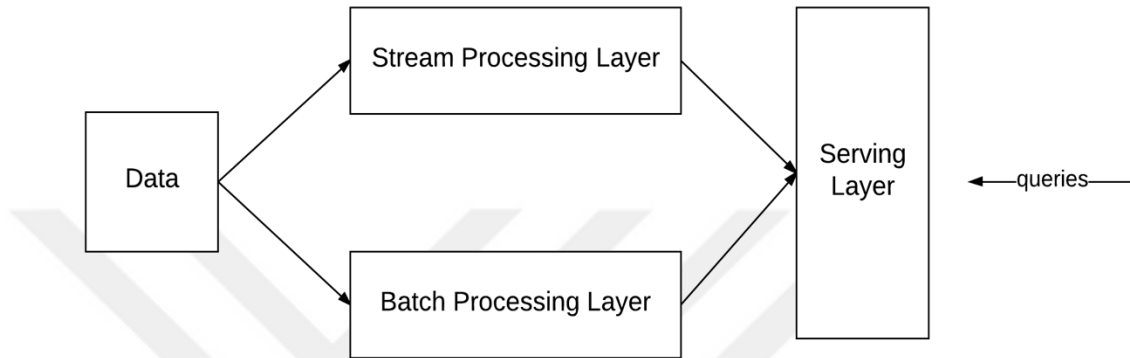 Stream Processing Layer
Data
Serving
Layer
queries
Batch Processing Layer